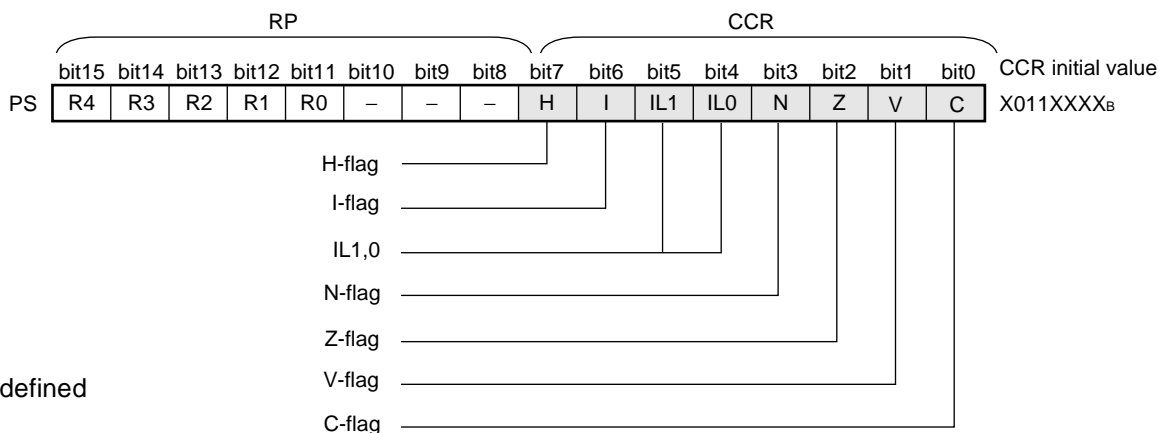 RP CCR
bit15 bit14 bit13 bit12 bit11 bit10 bit9 bit8 bit7 bit6 bit5 bit4 bit3 bit2 bit1 bit0 CCR initial value
PS R4 R3 R2 R1 R0 – – – H I IL1 IL0 N Z V C X011XXXXB
H-flag
I-flag
IL1,0
N-flag
Z-flag
V-flag
defined
C-flag